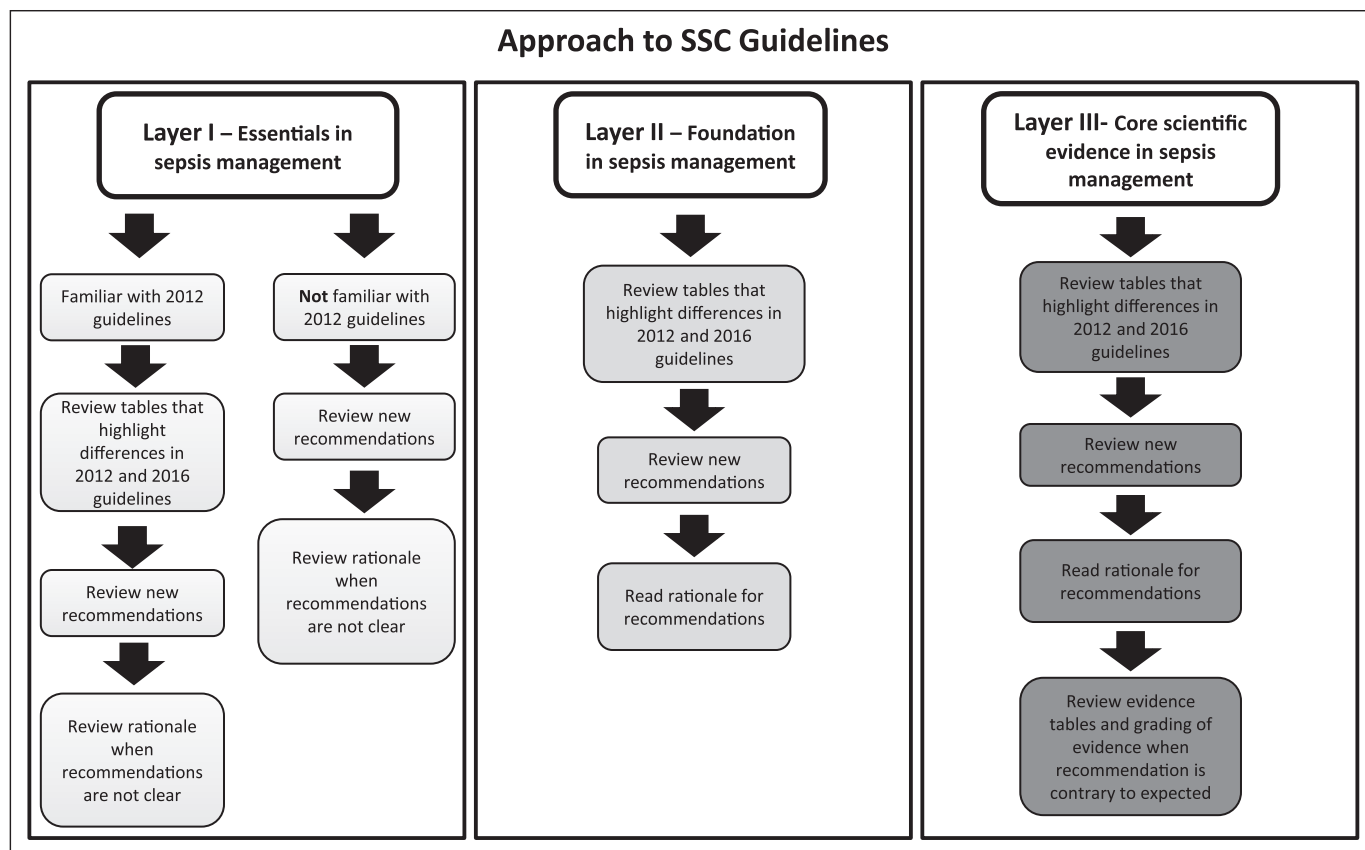 Approach to SSC Guidelines
Layer I – Essentials in
sepsis management
Familiar with 2012
guidelines
Review tables that
highlight
differences in
2012 and 2016
guidelines
Review new
recommendations
Review rationale
when
recommendations
are not clear
Not familiar with
2012 guidelines
Review new
recommendations
Review rationale
when
recommendations
are not clear
Layer II – Foundation
in sepsis management
Review tables that
highlight differences in
2012 and 2016
guidelines
Review new
recommendations
Read rationale for
recommendations
Layer III- Core scientific
evidence in sepsis
management
Review tables that
highlight differences in
2012 and 2016
guidelines
Review new
recommendations
Read rationale for
recommendations
Review evidence
tables and grading of
evidence when
recommendation is
contrary to expected